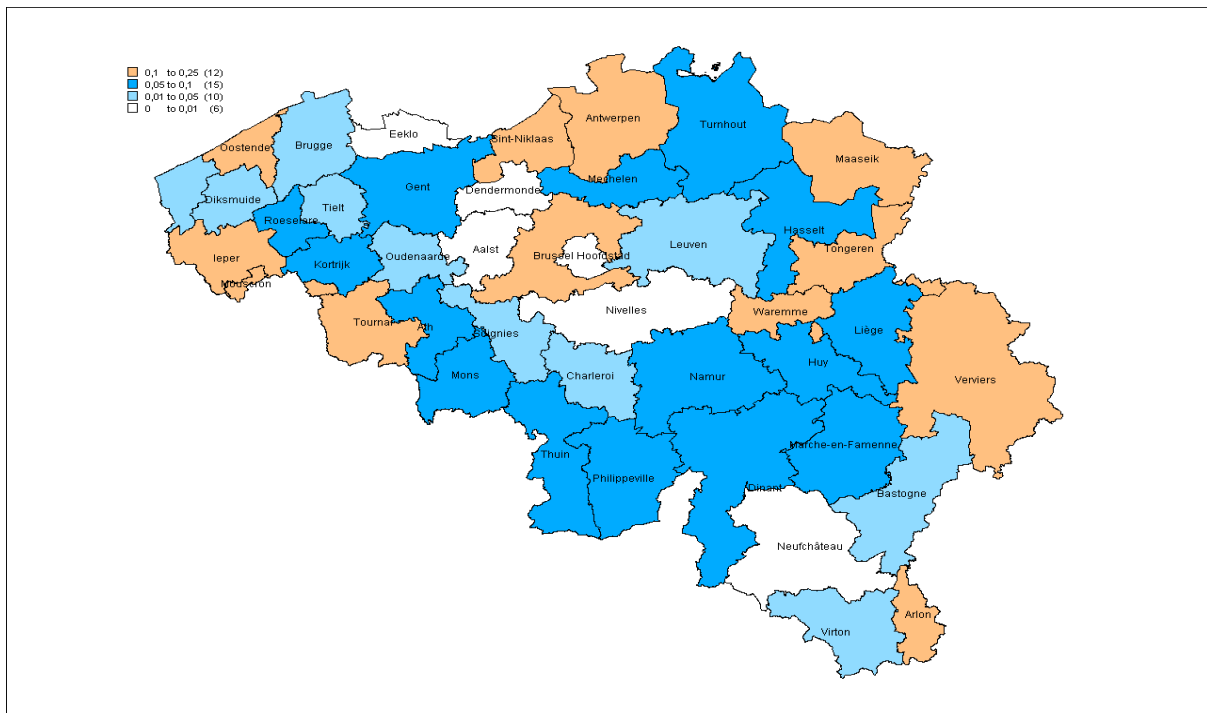 0,1 to 0,25 (12)
0,05 to 0,1 (15)
0,01 to 0,05 (10)
0 to 0,01 (6)
Antwerpen
Turnhout
Eeklo
Sint-Niklaas
Oostende
Brugge
Maaseik
Mechelen
Gent
Dendermonde
Diksmuide
Tielt
Roeselare
Hasselt
Leuven
Aalst
Tongeren
Ieper
Kortrijk
Oudenaarde
Brussel Hoofdstad
Mouscron
Nivelles
Waremme
Tournai
Ath
Soignies
Liège
Huy
Mons
Charleroi
Namur
Verviers
Marche-en-Famenne
Thuin
Philippeville
Dinant
Bastogne
Neufchâteau
Arlon
Virton